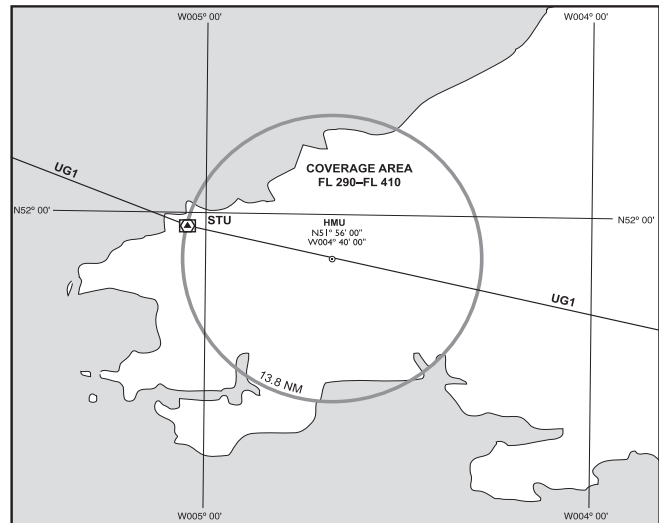 W005° 00'
W004° 00'
UG1
COVERAGE AREA
FL 290–FL 410
N52° 00'
STU
HMU
N51° 56' 00"
W004° 40' 00"
N52° 00'
UG1
13.8 NM
W005° 00'
W004° 00'